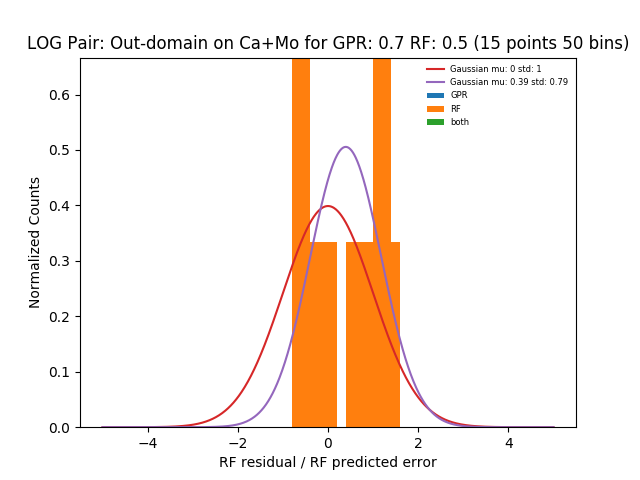 LOG Pair: Out-domain on Ca+Mo for GPR: 0.7 RF: 0.5 (15 points 50 bins)
Gaussian mu: 0 std: 1
Gaussian mu: 0.39 std: 0.79
GPR
RF
both
Normalized Counts
0.6
0.5
0.4
0.3
0.2
0.1
0.0
−4
−2
0
2
4
RF residual / RF predicted error